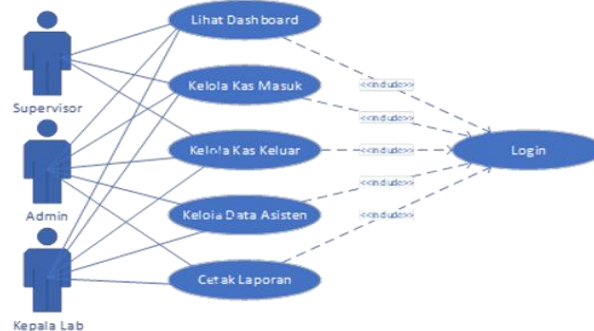 Lihat Dashboard
<<include>>
Kelola Kas Masuk
Supervisor
<<include>>
Kelola Kas Keluar
<<include>>
Login
<<include>>
Admin
Kelola Data Asisten
<<include>>
Cetak Laporan
Kepala Lab